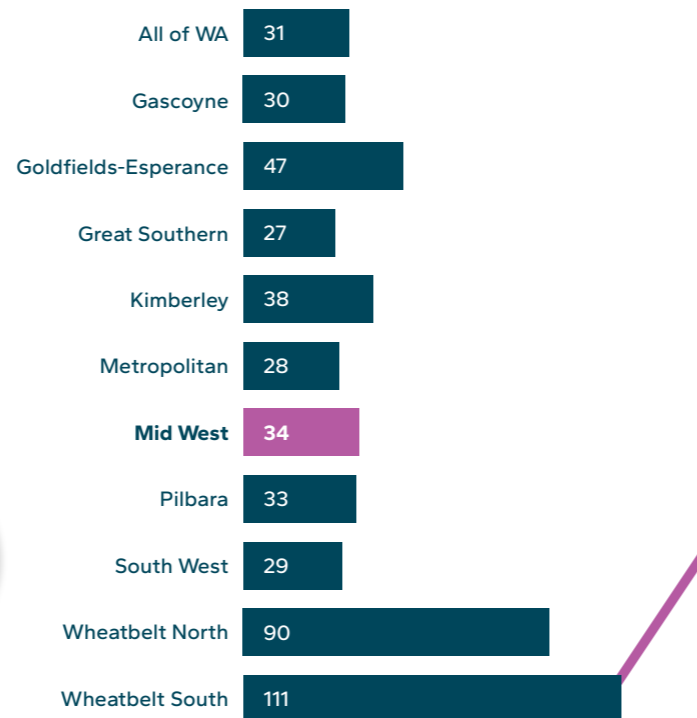 All of WA 31
Gascoyne 30
Goldfields-Esperance 47
Great Southern 27
Kimberley 38
Metropolitan 28
Mid West 34
Pilbara 33
South West 29
Wheatbelt North 90
Wheatbelt South 111